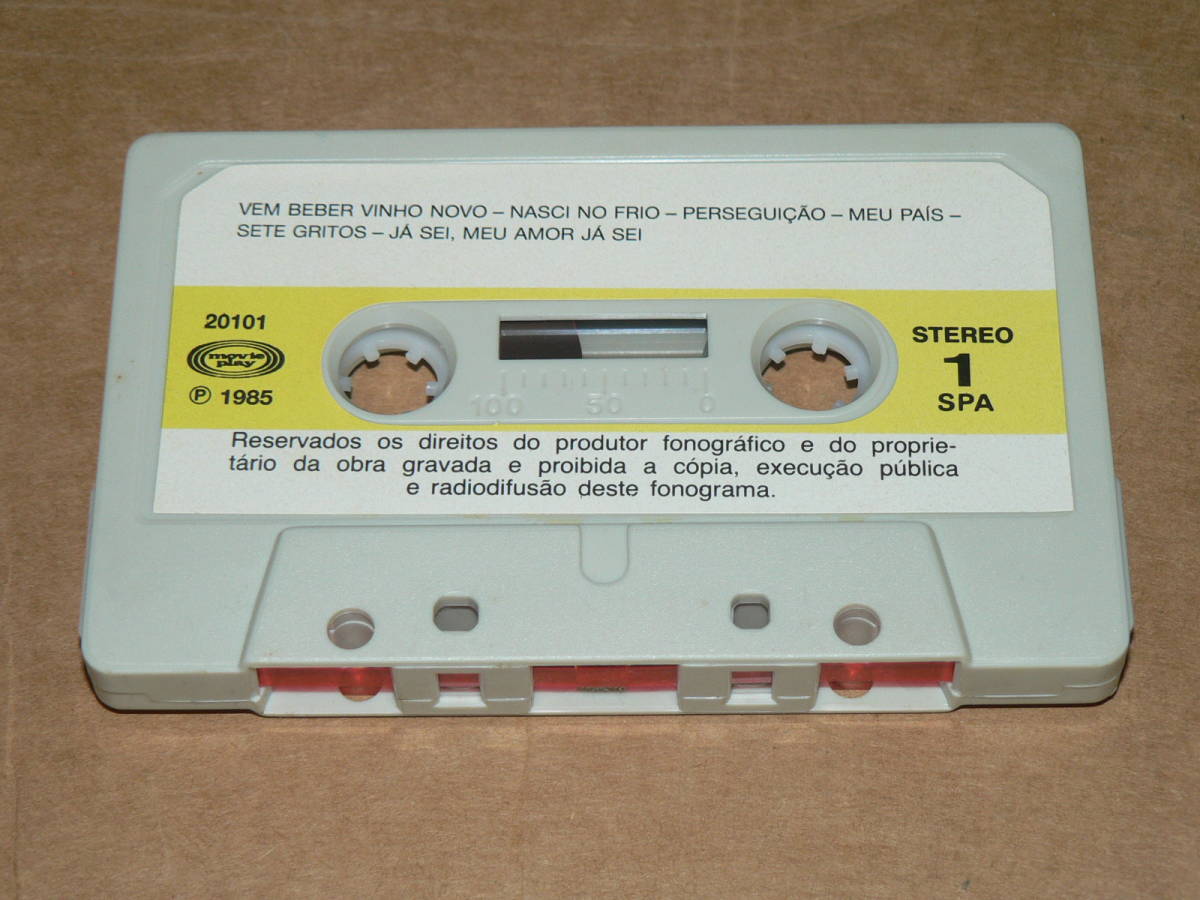 VEM BEBER VINHO NOVO – NASCI NO FRIO – PERSEGUIÇÃO – MEU PAÍS –
SETE GRITOS – JÁ SEI, MEU AMOR JÁ SEI
20101
movie
play
℗ 1985
STEREO
1
SPA
100 50 0
Reservados os direitos do produtor fonográfico e do proprie-
tário da obra gravada e proibida a cópia, execução pública
e radiodifusão deste fonograma.